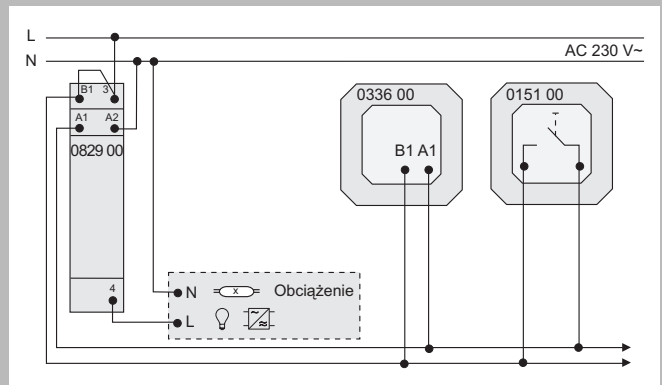 L
N
AC 230 V~
B1 3
A1 A2
0829 00
4
0336 00
B1 A1
0151 00
N x Obciążenie
L